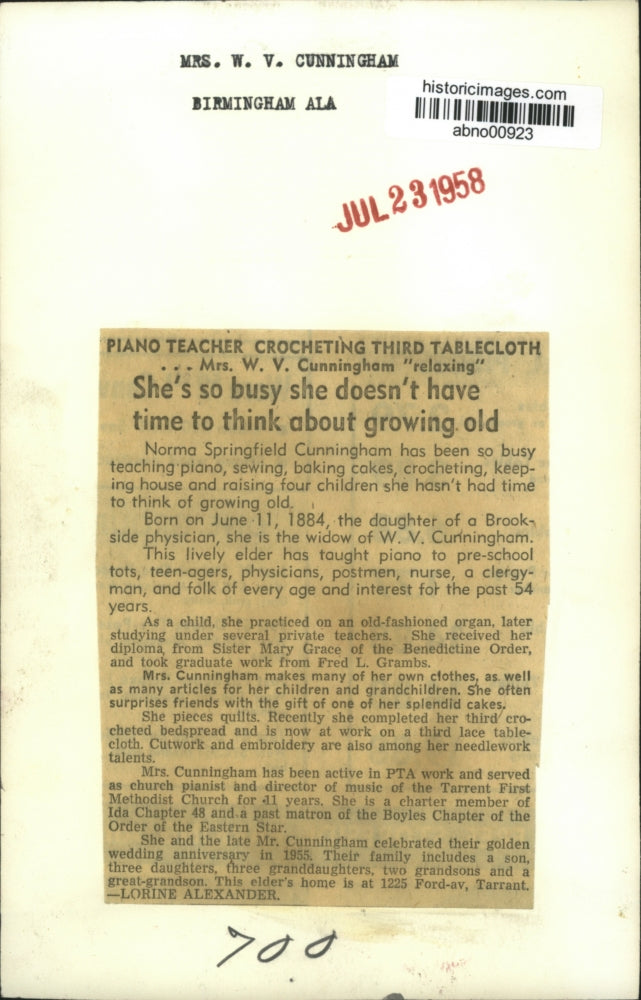 MRS. W. V. CUNNINGHAM
BIRMINGHAM ALA
historicimages.com
abno00923
JUL 23 1958
PIANO TEACHER CROCHETING THIRD TABLECLOTH
. . . Mrs. W. V. Cunningham "relaxing"
She's so busy she doesn't have
time to think about growing old
Norma Springfield Cunningham has been so busy
teaching piano, sewing, baking cakes, crocheting, keep-
ing house and raising four children she hasn't had time
to think of growing old.
Born on June 11, 1884, the daughter of a Brook-
side physician, she is the widow of W. V. Cunningham.
This lively elder has taught piano to pre-school
tots, teen-agers, physicians, postmen, nurse, a clergy-
man, and folk of every age and interest for the past 54
years.
As a child, she practiced on an old-fashioned organ, later
studying under several private teachers. She received her
diploma, from Sister Mary Grace of the Benedictine Order,
and took graduate work from Fred L. Grambs.
Mrs. Cunningham makes many of her own clothes, as well
as many articles for her children and grandchildren. She often
surprises friends with the gift of one of her splendid cakes.
She pieces quilts. Recently she completed her third cro-
cheted bedspread and is now at work on a third lace table-
cloth. Cutwork and embroidery are also among her needlework
talents.
Mrs. Cunningham has been active in PTA work and served
as church pianist and director of music of the Tarrent First
Methodist Church for 11 years. She is a charter member of
Ida Chapter 48 and a past matron of the Boyles Chapter of the
Order of the Eastern Star.
She and the late Mr. Cunningham celebrated their golden
wedding anniversary in 1955. Their family includes a son,
three daughters, three granddaughters, two grandsons and a
great-grandson. This elder's home is at 1225 Ford-av, Tarrant.
—LORINE ALEXANDER.
700